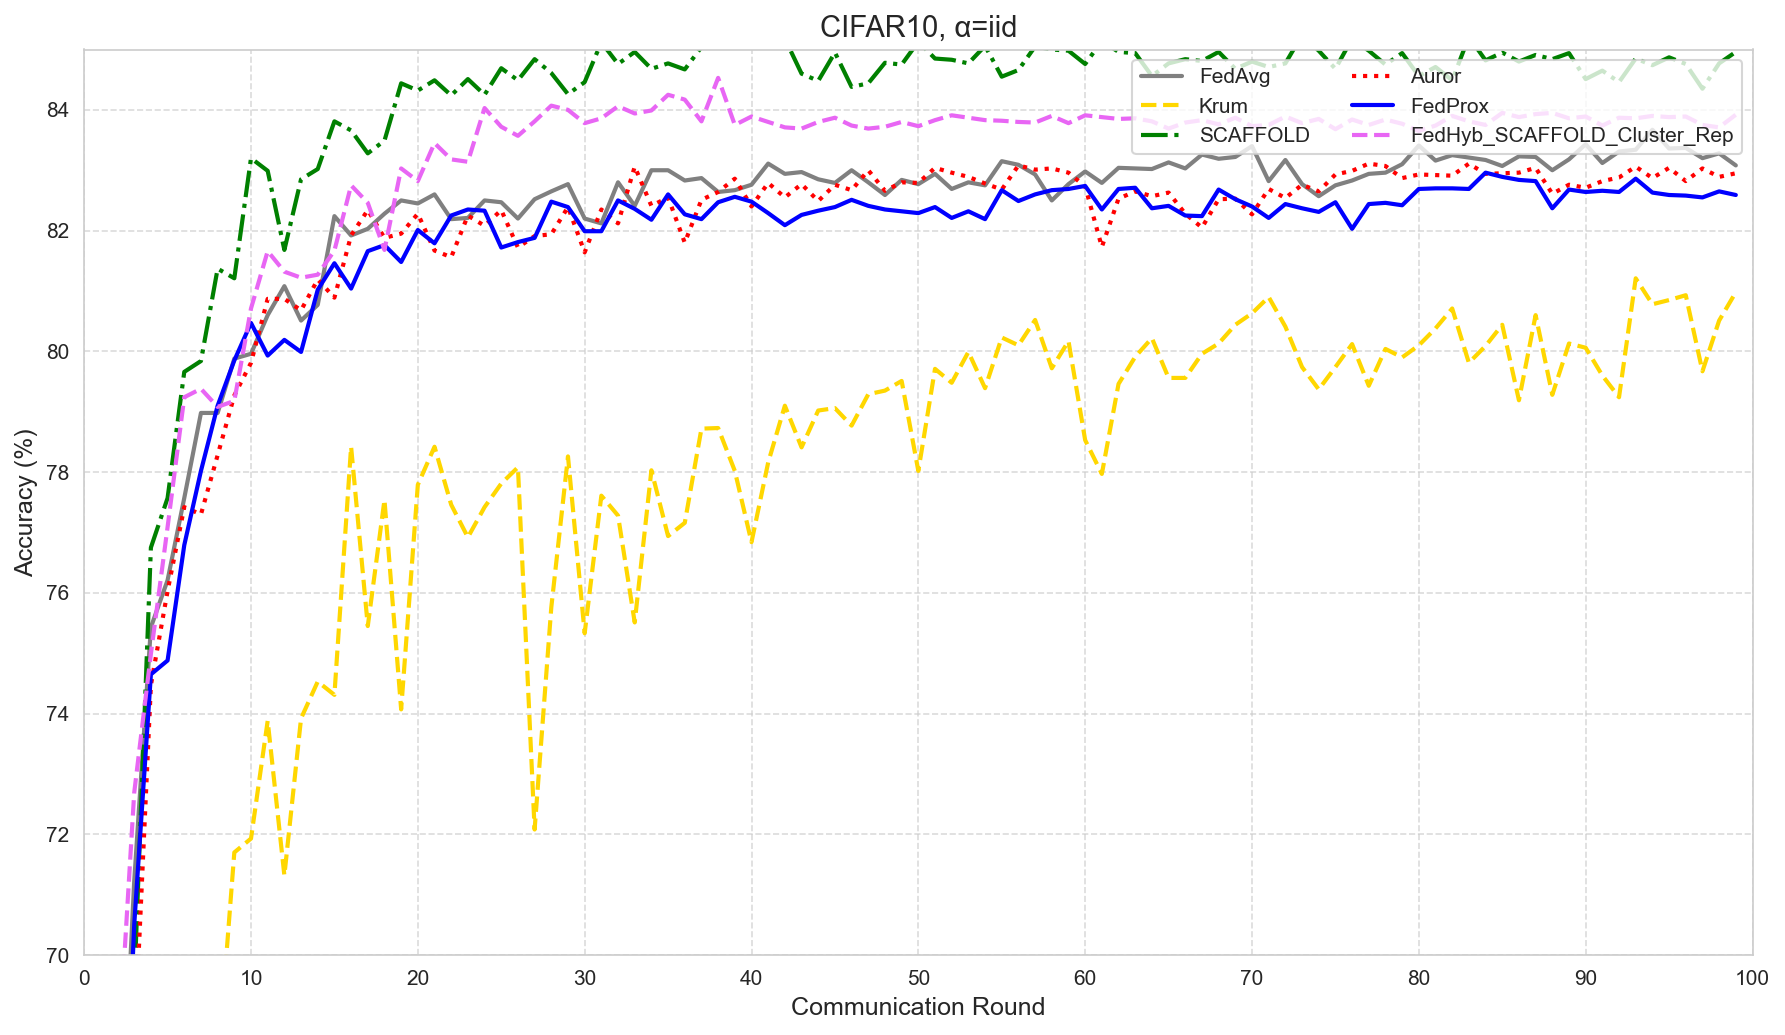 CIFAR10, α=iid
FedAvg
Krum
SCAFFOLD
Auror
FedProx
FedHyb_SCAFFOLD_Cluster_Rep
Accuracy (%)
84
82
80
78
76
74
72
70
0 10 20 30 40 50 60 70 80 90 100
Communication Round